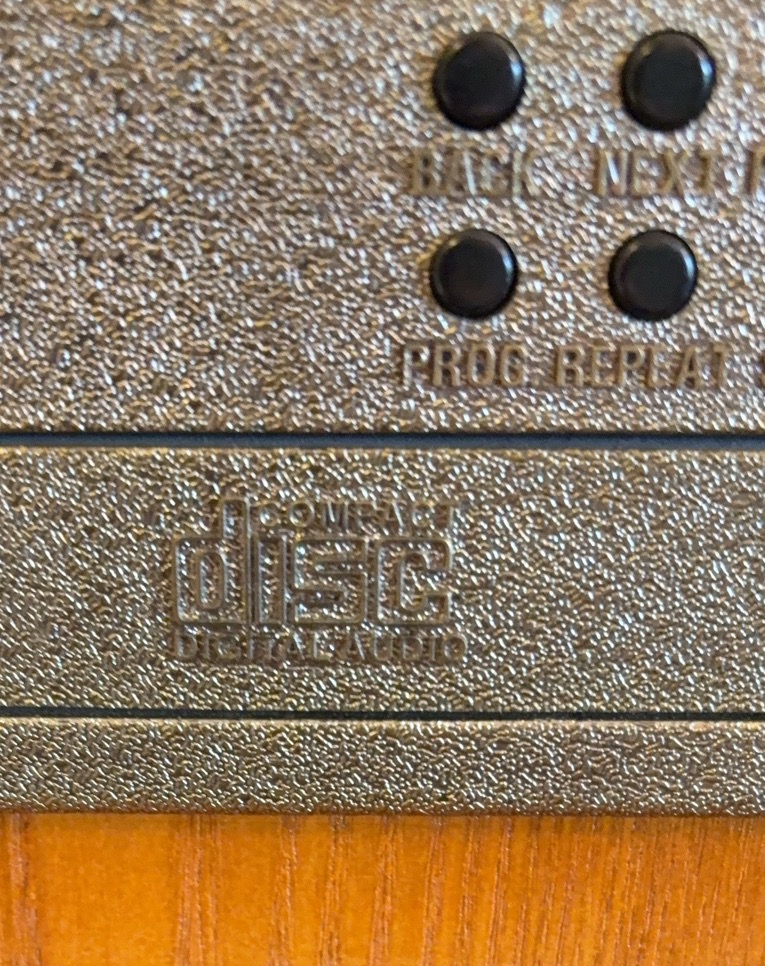 BACK NEXT
PROG REPEAT
COMPACT
disc
DIGITAL AUDIO